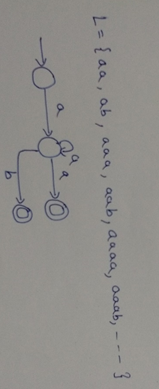 L = { aa, ab, aaa, aab, aaaa, aaab, --- }
a
a
a
b